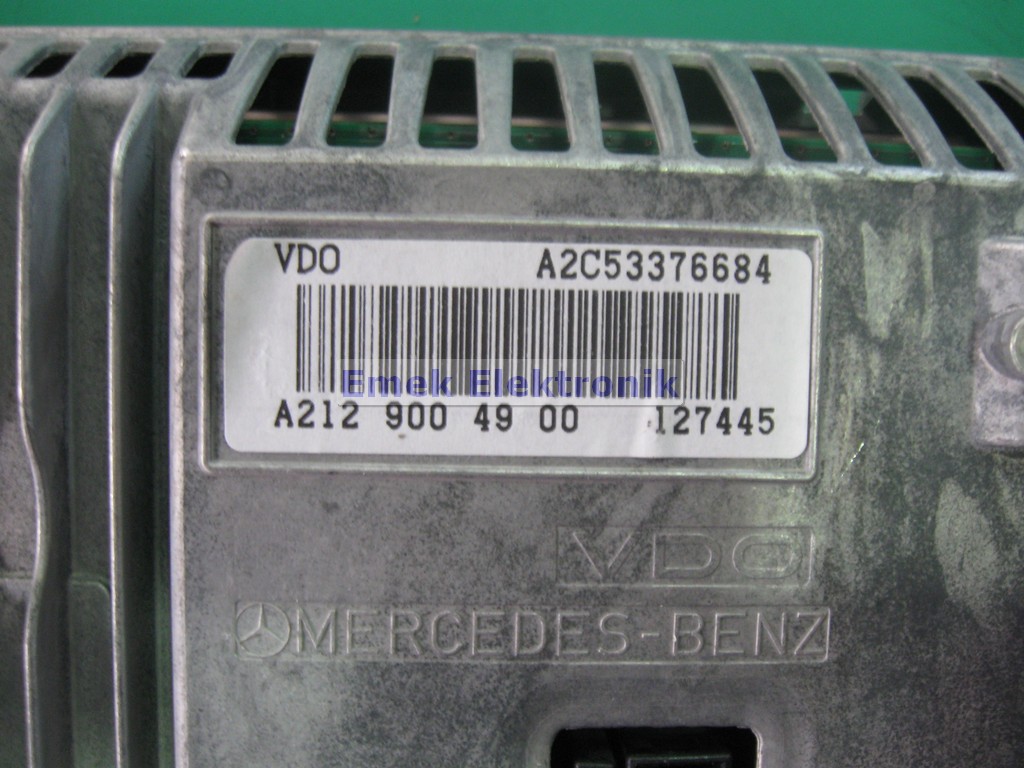 VDO A2C53376684
Emek Elektronik
A212 900 49 00 127445
VDO
MERCEDES-BENZ